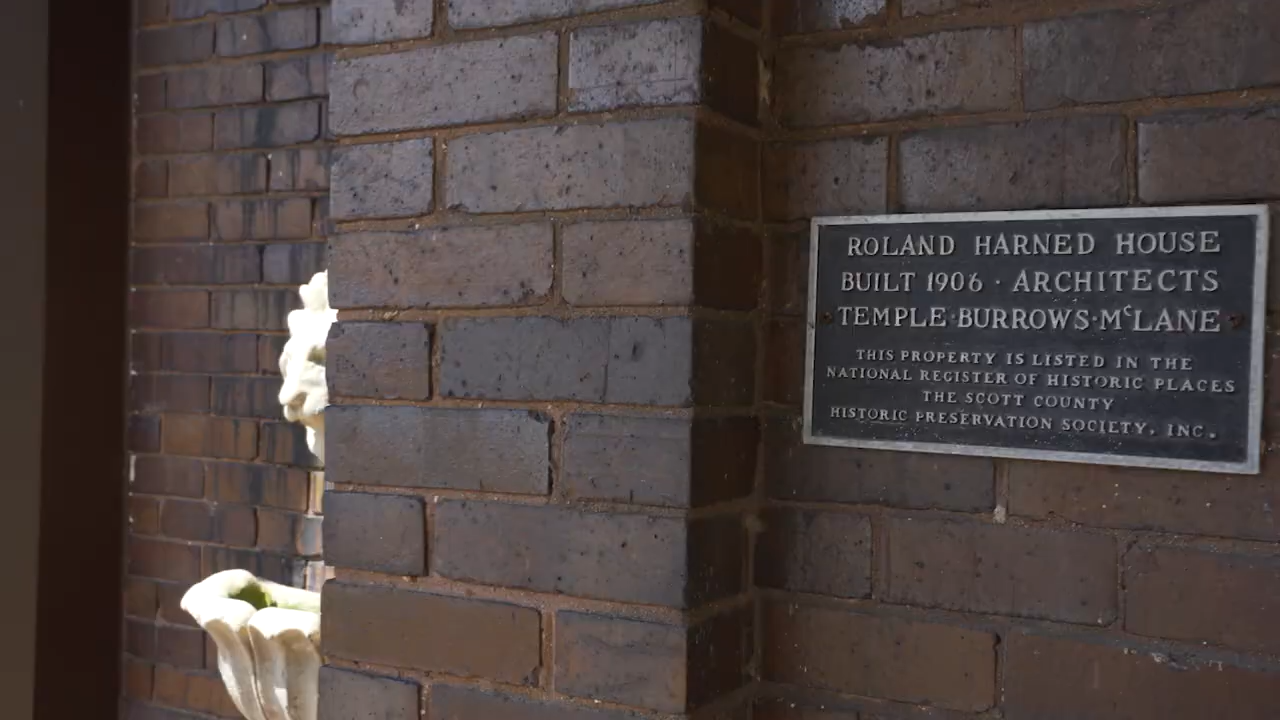 ROLAND HARNED HOUSE
BUILT 1906 · ARCHITECTS
TEMPLE·BURROWS·McLANE
THIS PROPERTY IS LISTED IN THE
NATIONAL REGISTER OF HISTORIC PLACES
THE SCOTT COUNTY
HISTORIC PRESERVATION SOCIETY, INC.